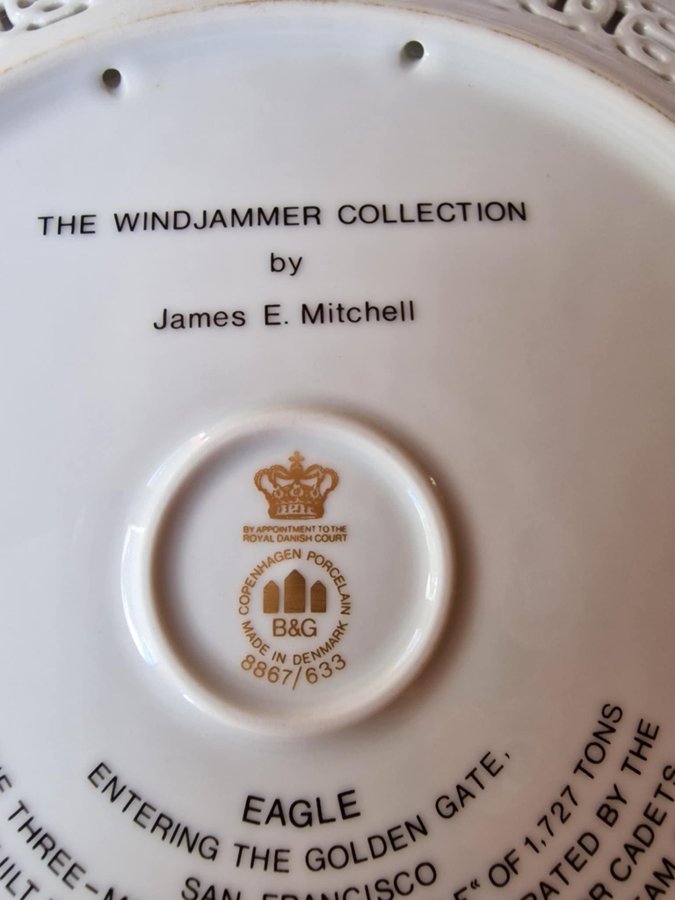 THE WINDJAMMER COLLECTION
by
James E. Mitchell
BY APPOINTMENT TO THE
ROYAL DANISH COURT
COPENHAGEN PORCELAIN
B&G
MADE IN DENMARK
8867/633
EAGLE
ENTERING THE GOLDEN GATE,
SAN FRANCISCO
THREE-M
OF 1,727 TONS
RATED BY THE
CADETS